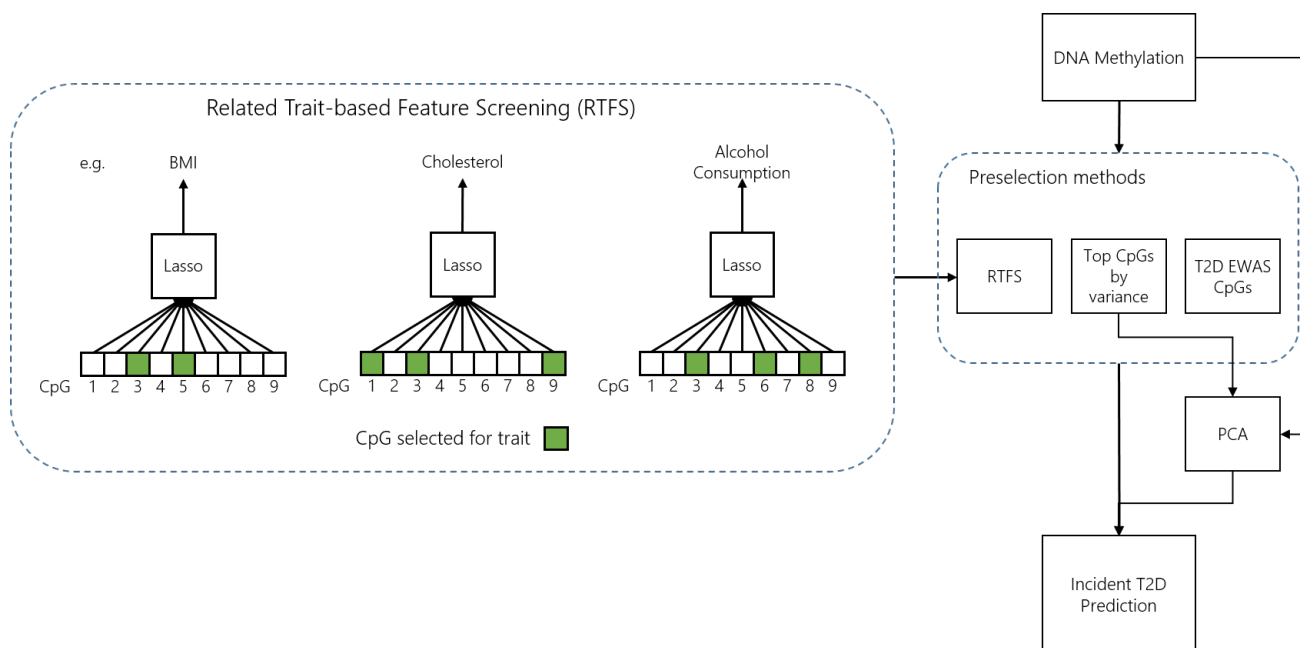 DNA Methylation
Related Trait-based Feature Screening (RTFS)
e.g.
BMI
Cholesterol
Alcohol
Consumption
Lasso
Lasso
Lasso
CpG 1 2 3 4 5 6 7 8 9
CpG 1 2 3 4 5 6 7 8 9
CpG 1 2 3 4 5 6 7 8 9
CpG selected for trait
Preselection methods
RTFS
Top CpGs
by
variance
T2D EWAS
CpGs
PCA
Incident T2D
Prediction